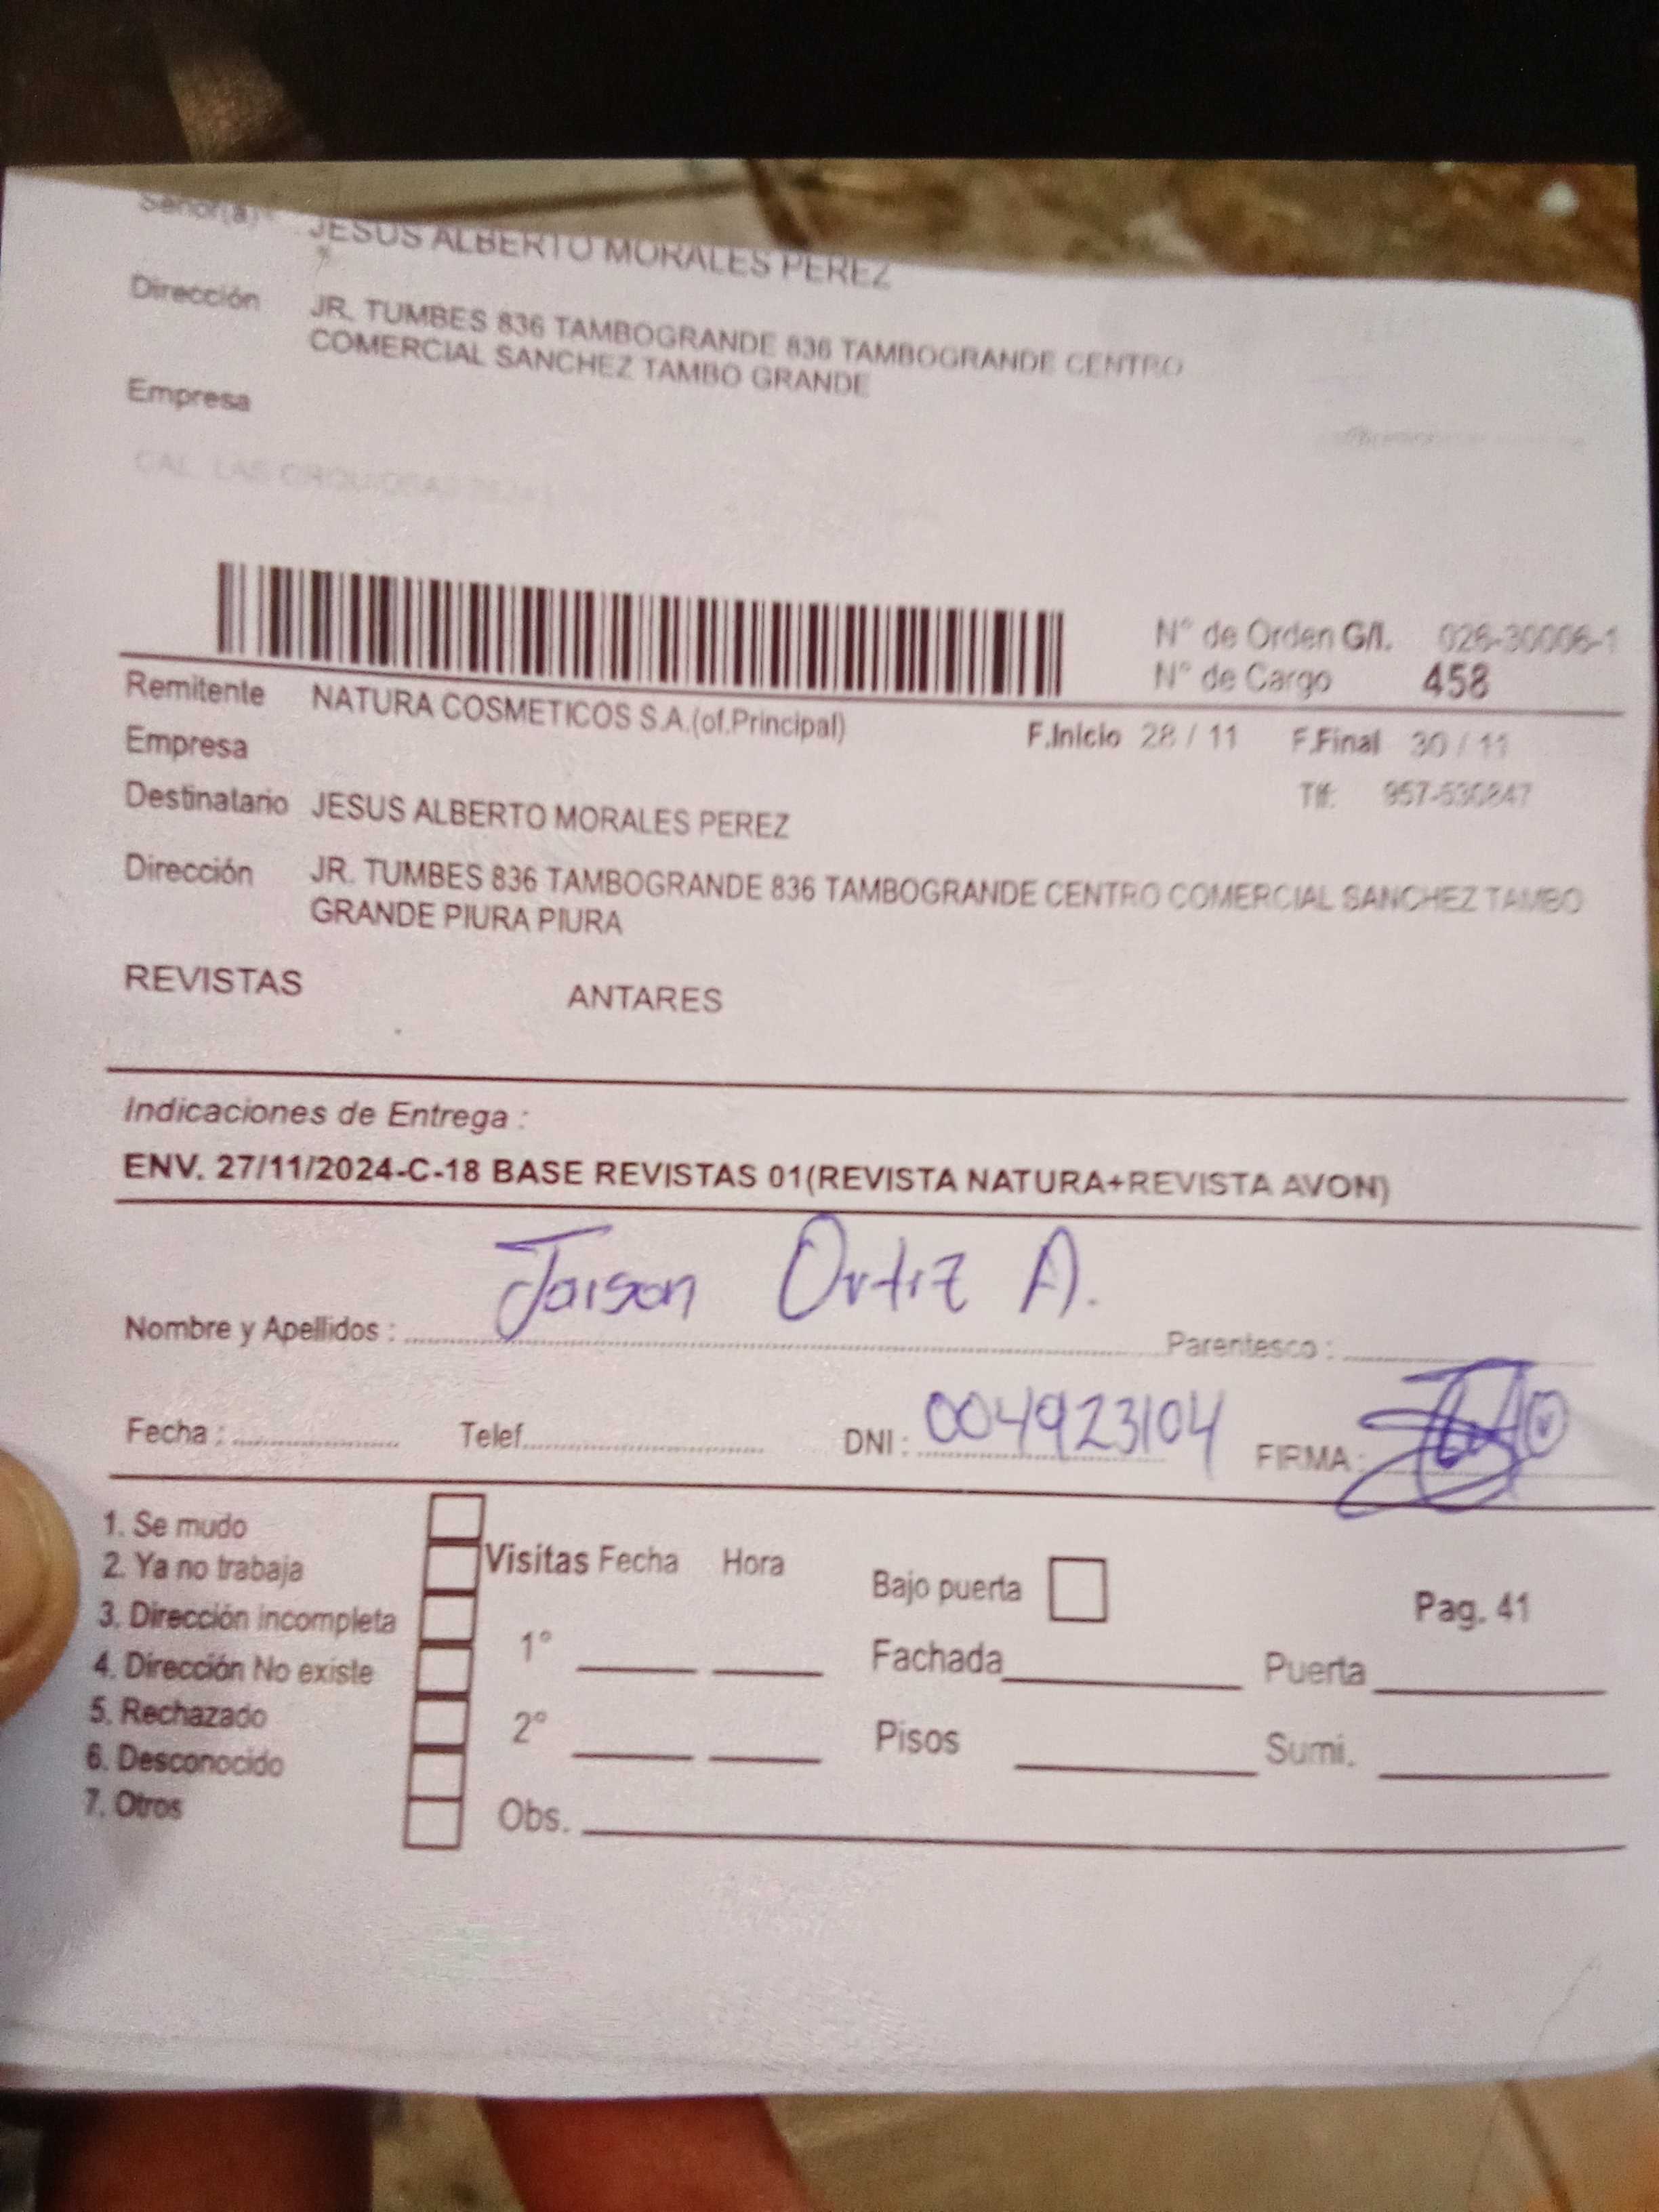 Señor(a)
JESUS ALBERTO MORALES PEREZ
Dirección JR. TUMBES 836 TAMBOGRANDE 836 TAMBOGRANDE CENTRO
COMERCIAL SANCHEZ TAMBO GRANDE
Empresa
CAL. LAS
N° de Orden G/I. 026-30006-1
N° de Cargo 458
Remitente NATURA COSMETICOS S.A.(of.Principal)
Empresa F.Inicio 28 / 11 F.Final 30 / 11
Destinatario JESUS ALBERTO MORALES PEREZ Tlf: 957-530847
Dirección JR. TUMBES 836 TAMBOGRANDE 836 TAMBOGRANDE CENTRO COMERCIAL SANCHEZ TAMBO
GRANDE PIURA PIURA
REVISTAS ANTARES
Indicaciones de Entrega :
ENV. 27/11/2024-C-18 BASE REVISTAS 01(REVISTA NATURA+REVISTA AVON)
Nombre y Apellidos : Jaison Ortiz A. Parentesco :
Fecha : Telef. DNI : 004923104 FIRMA :
1. Se mudo
2. Ya no trabaja
3. Dirección incompleta
4. Dirección No existe
5. Rechazado
6. Desconocido
7. Otros
Visitas Fecha Hora
1°
2°
Obs.
Bajo puerta Pag. 41
Fachada Puerta
Pisos Sumi.